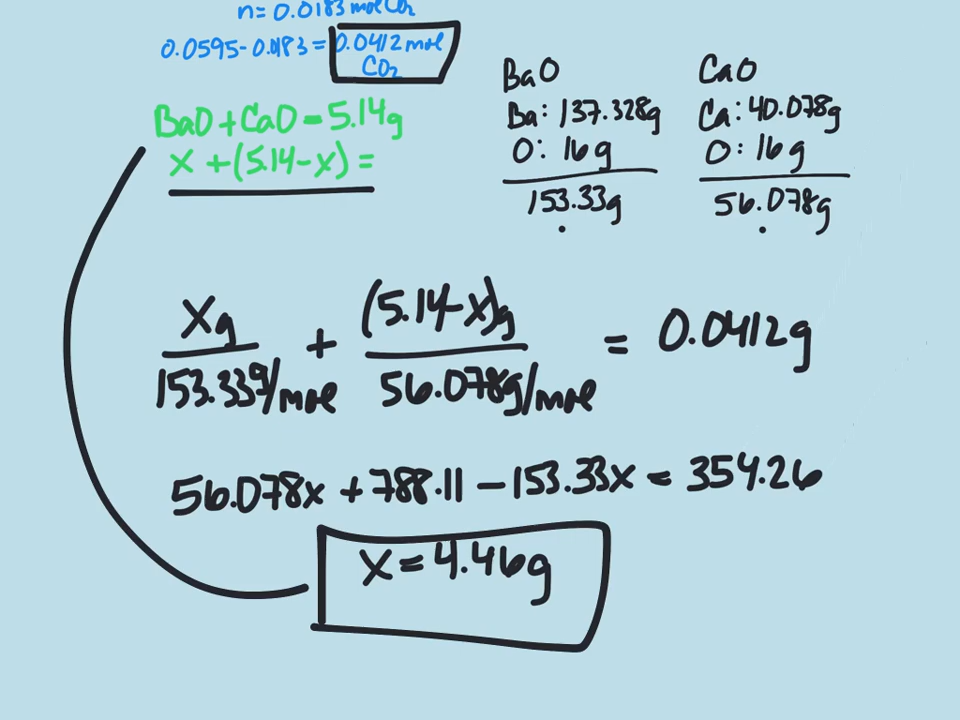 n=0.0183 mol CO₂
0.0595-0.0183=0.0412 mol
CO₂
BaO+CaO=5.14g
x+(5.14-x)=
BaO
Ba: 137.328g
O: 16g
153.33g
CaO
Ca: 40.078g
O: 16g
56.078g
Xg/153.33g/mole + (5.14-x)g/56.078g/mole = 0.0412g
56.078x+788.11-153.33x=354.26
x=4.46g